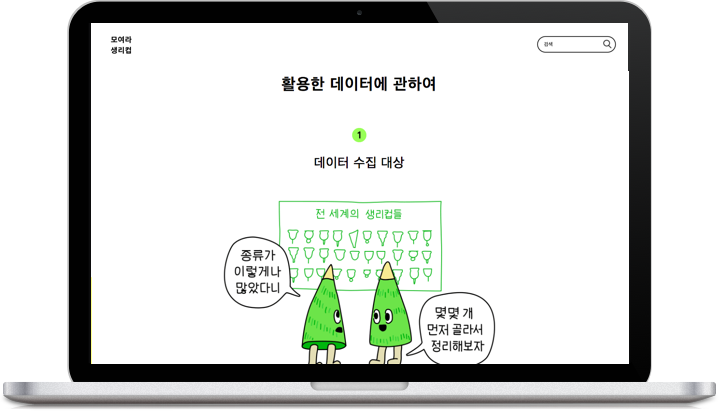 모여라
생리컵
검색
활용한 데이터에 관하여
1
데이터 수집 대상
전 세계의 생리컵들
종류가
이렇게나
많았다니
몇몇 개
먼저 골라서
정리해보자